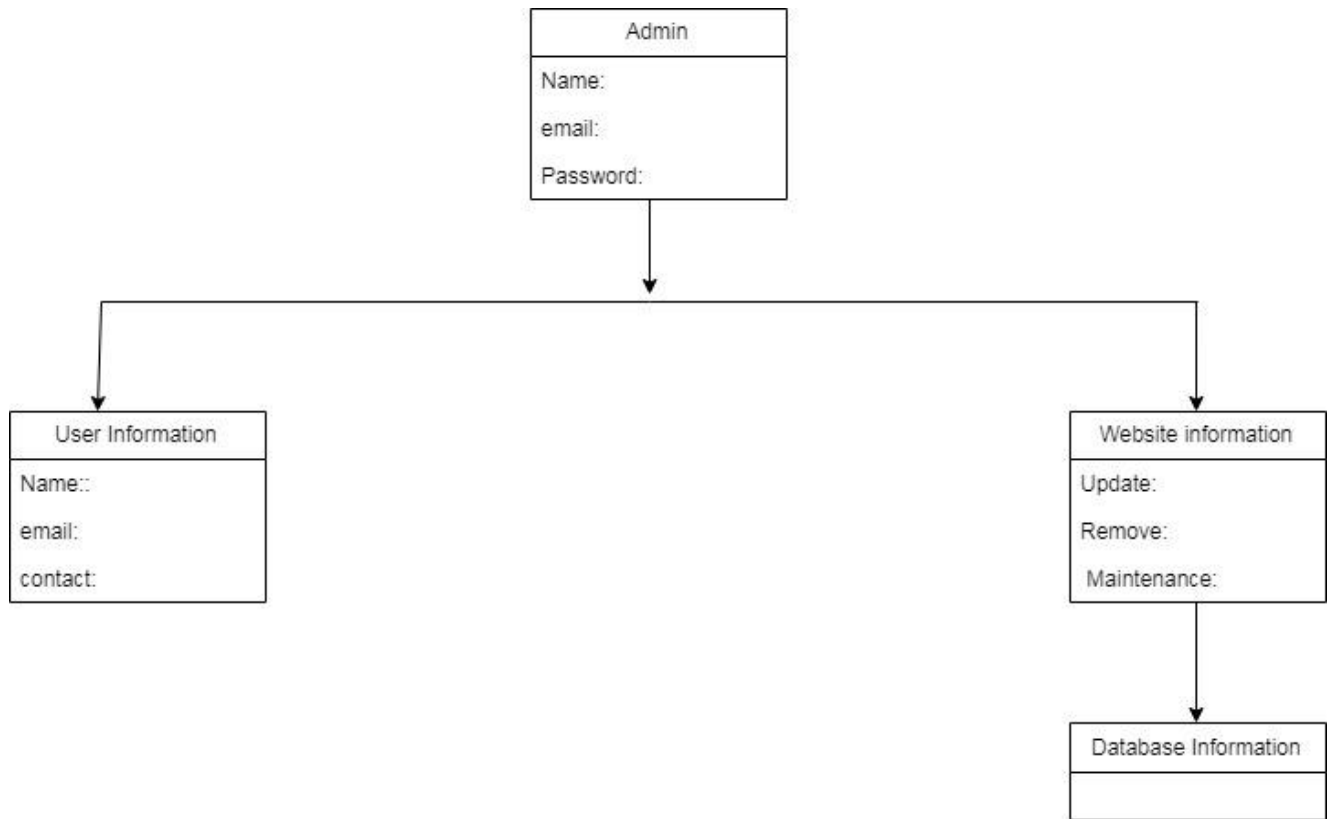 Admin
Name:
email:
Password:
User Information
Name::
email:
contact:
Website information
Update:
Remove:
Maintenance:
Database Information